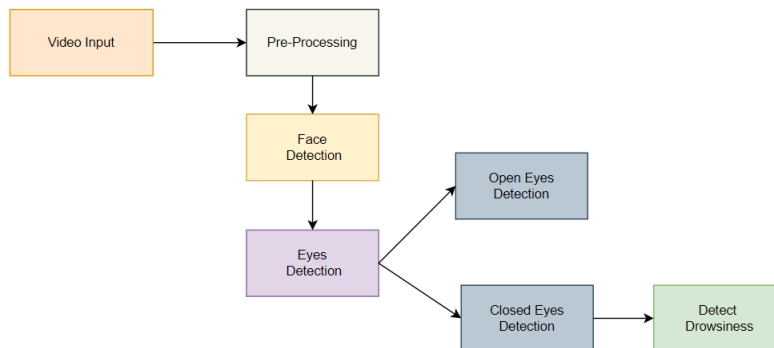 Video Input
Pre-Processing
Face
Detection
Open Eyes
Detection
Eyes
Detection
Closed Eyes
Detection
Detect
Drowsiness